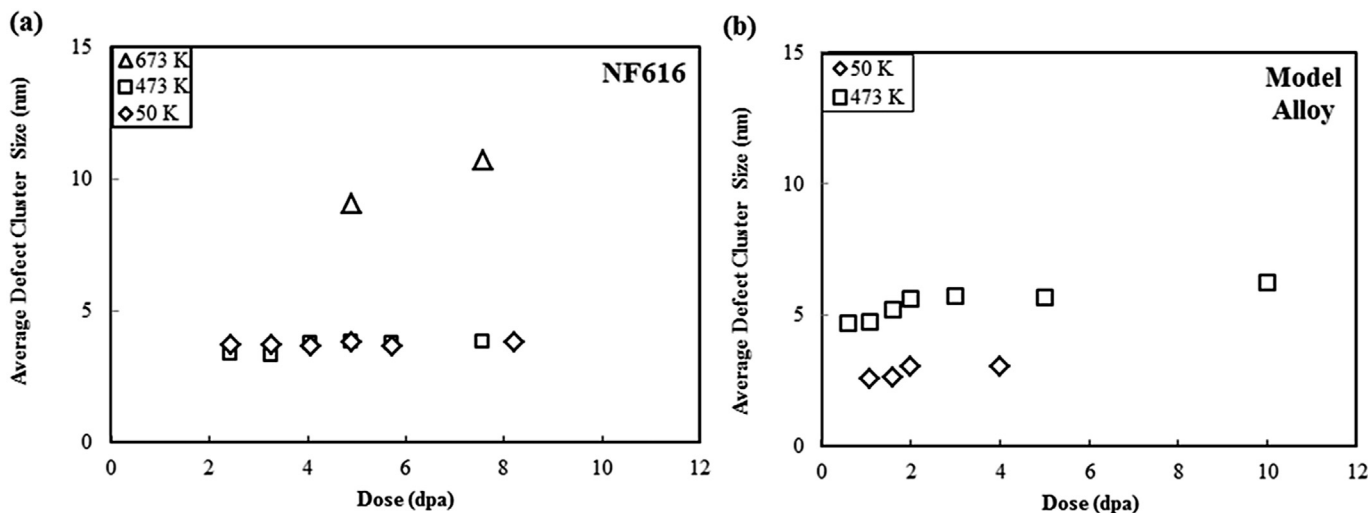 (a)
15
10
5
0
Average Defect Cluster Size (nm)
673 K
473 K
50 K
NF616
0 2 4 6 8 10 12
Dose (dpa)
(b)
15
10
5
0
Average Defect Cluster Size (nm)
50 K
473 K
Model
Alloy
0 2 4 6 8 10 12
Dose (dpa)